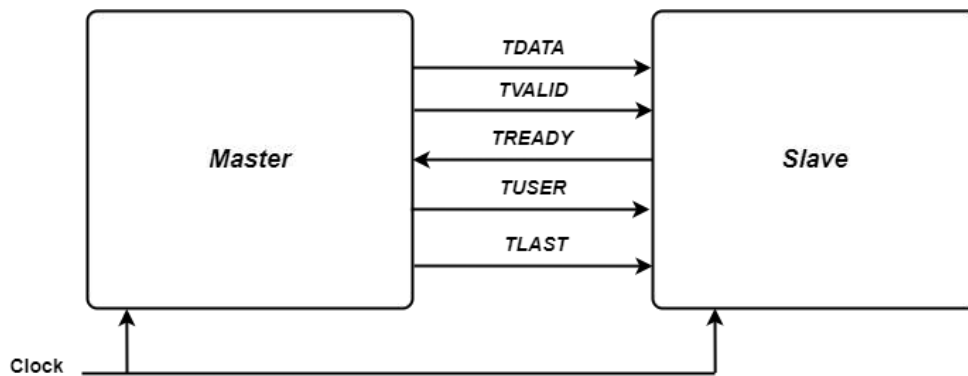 TDATA
TVALID
Master
TREADY
Slave
TUSER
TLAST
Clock